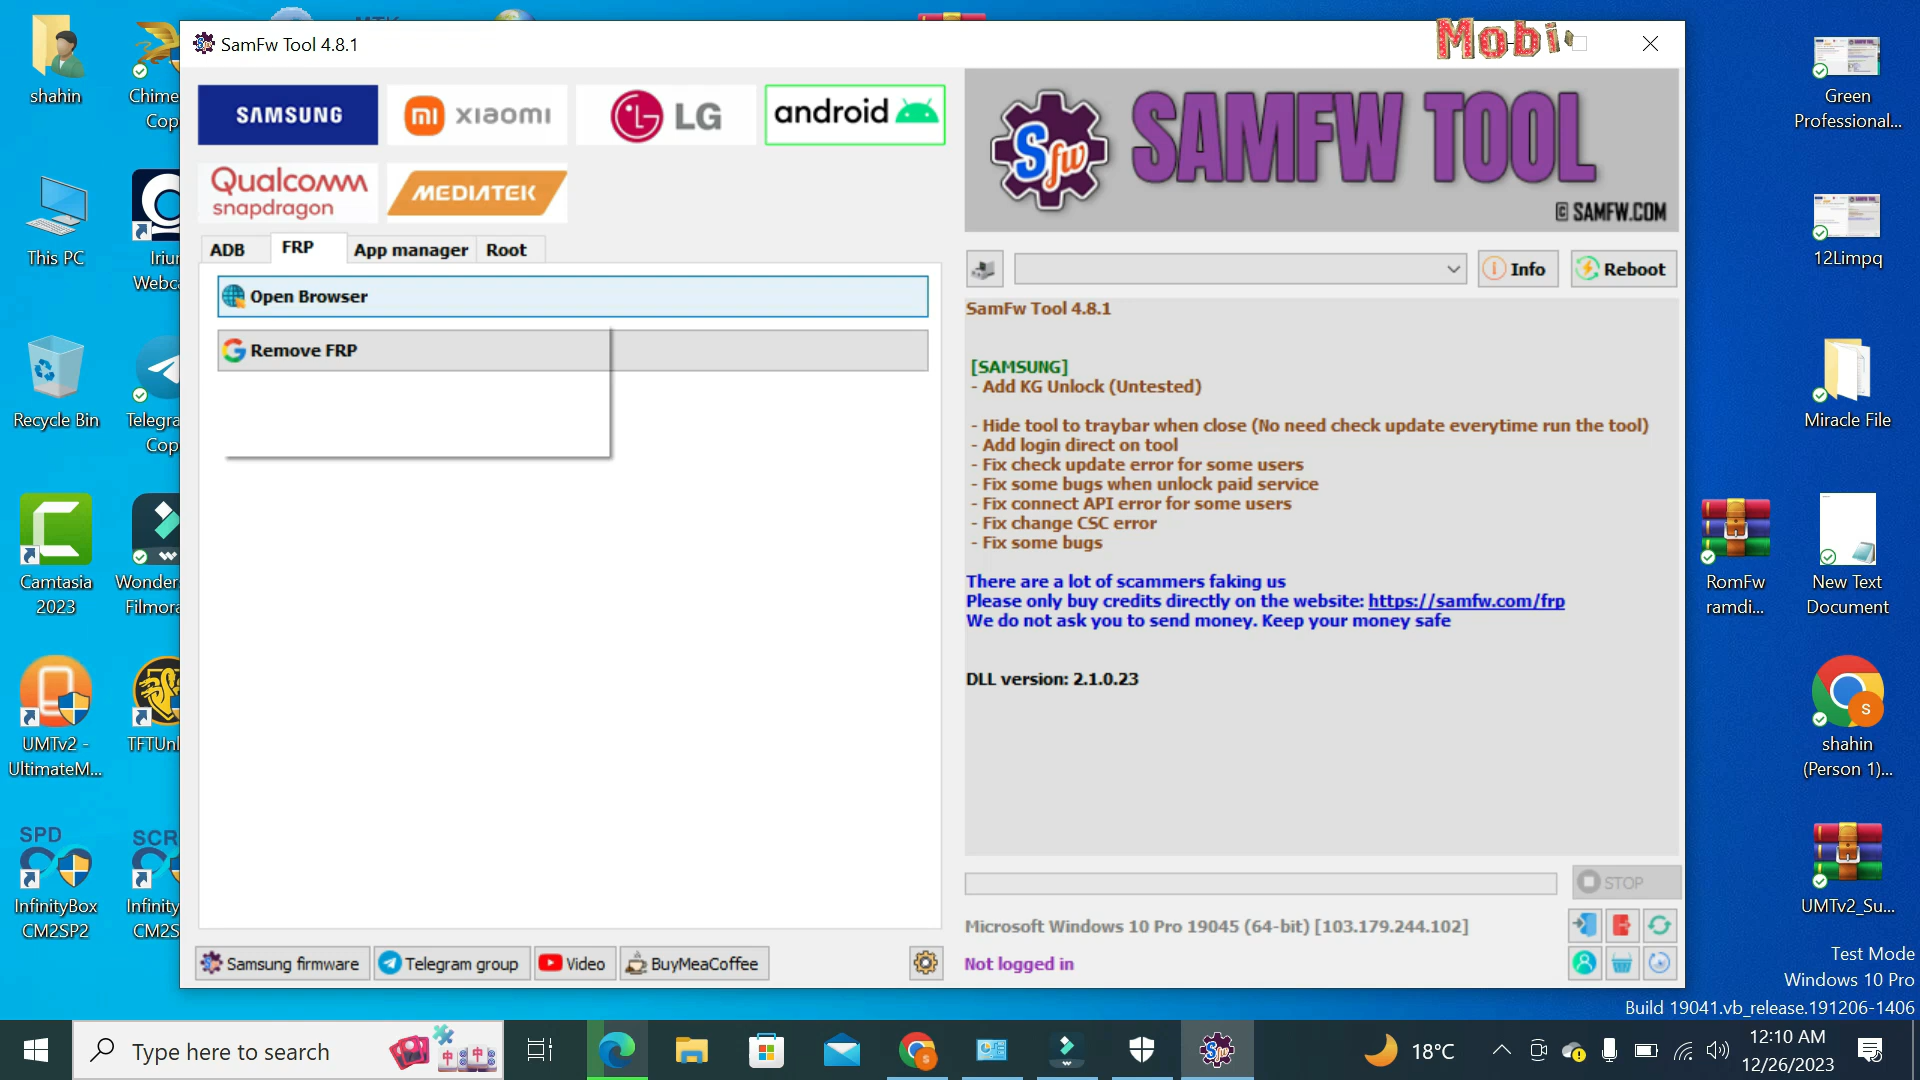 shahin
Chime
Cop
This PC
Iriun
Webca
Recycle Bin
Telegra
Cop
Camtasia
2023
Wonder
Filmora
UMTv2 -
UltimateM...
TFTUnl
SPD
InfinityBox
CM2SP2
SCR
Infinity
CM2S
MTK
SamFw Tool 4.8.1
Mobi
SAMSUNG
xiaomi
LG
android
Qualcomm
snapdragon
MEDIATEK
ADB
FRP
App manager
Root
Open Browser
Remove FRP
Samsung firmware
Telegram group
Video
BuyMeaCoffee
Sfw
SAMFW TOOL
© SAMFW.COM
Info
Reboot
SamFw Tool 4.8.1
[SAMSUNG]
- Add KG Unlock (Untested)
- Hide tool to traybar when close (No need check update everytime run the tool)
- Add login direct on tool
- Fix check update error for some users
- Fix some bugs when unlock paid service
- Fix connect API error for some users
- Fix change CSC error
- Fix some bugs
There are a lot of scammers faking us
Please only buy credits directly on the website: https://samfw.com/frp
We do not ask you to send money. Keep your money safe
DLL version: 2.1.0.23
STOP
Microsoft Windows 10 Pro 19045 (64-bit) [103.179.244.102]
Not logged in
Green
Professional...
12Limpq
Miracle File
RomFw
ramdi...
New Text
Document
shahin
(Person 1)...
UMTv2_Su...
Test Mode
Windows 10 Pro
Build 19041.vb_release.191206-1406
Type here to search
18°C
12:10 AM
12/26/2023